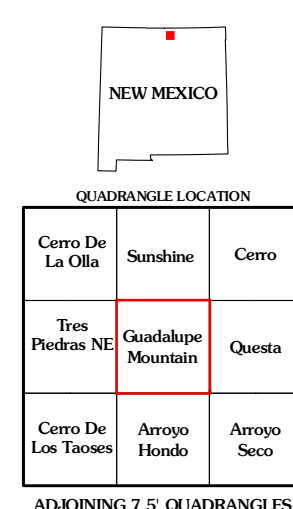 NEW MEXICO
QUADRANGLE LOCATION
Cerro De
La Olla
Sunshine
Cerro
Tres
Piedras NE
Guadalupe
Mountain
Questa
Cerro De
Los Taoses
Arroyo
Hondo
Arroyo
Seco
ADJOINING 7.5' QUADRANGLES